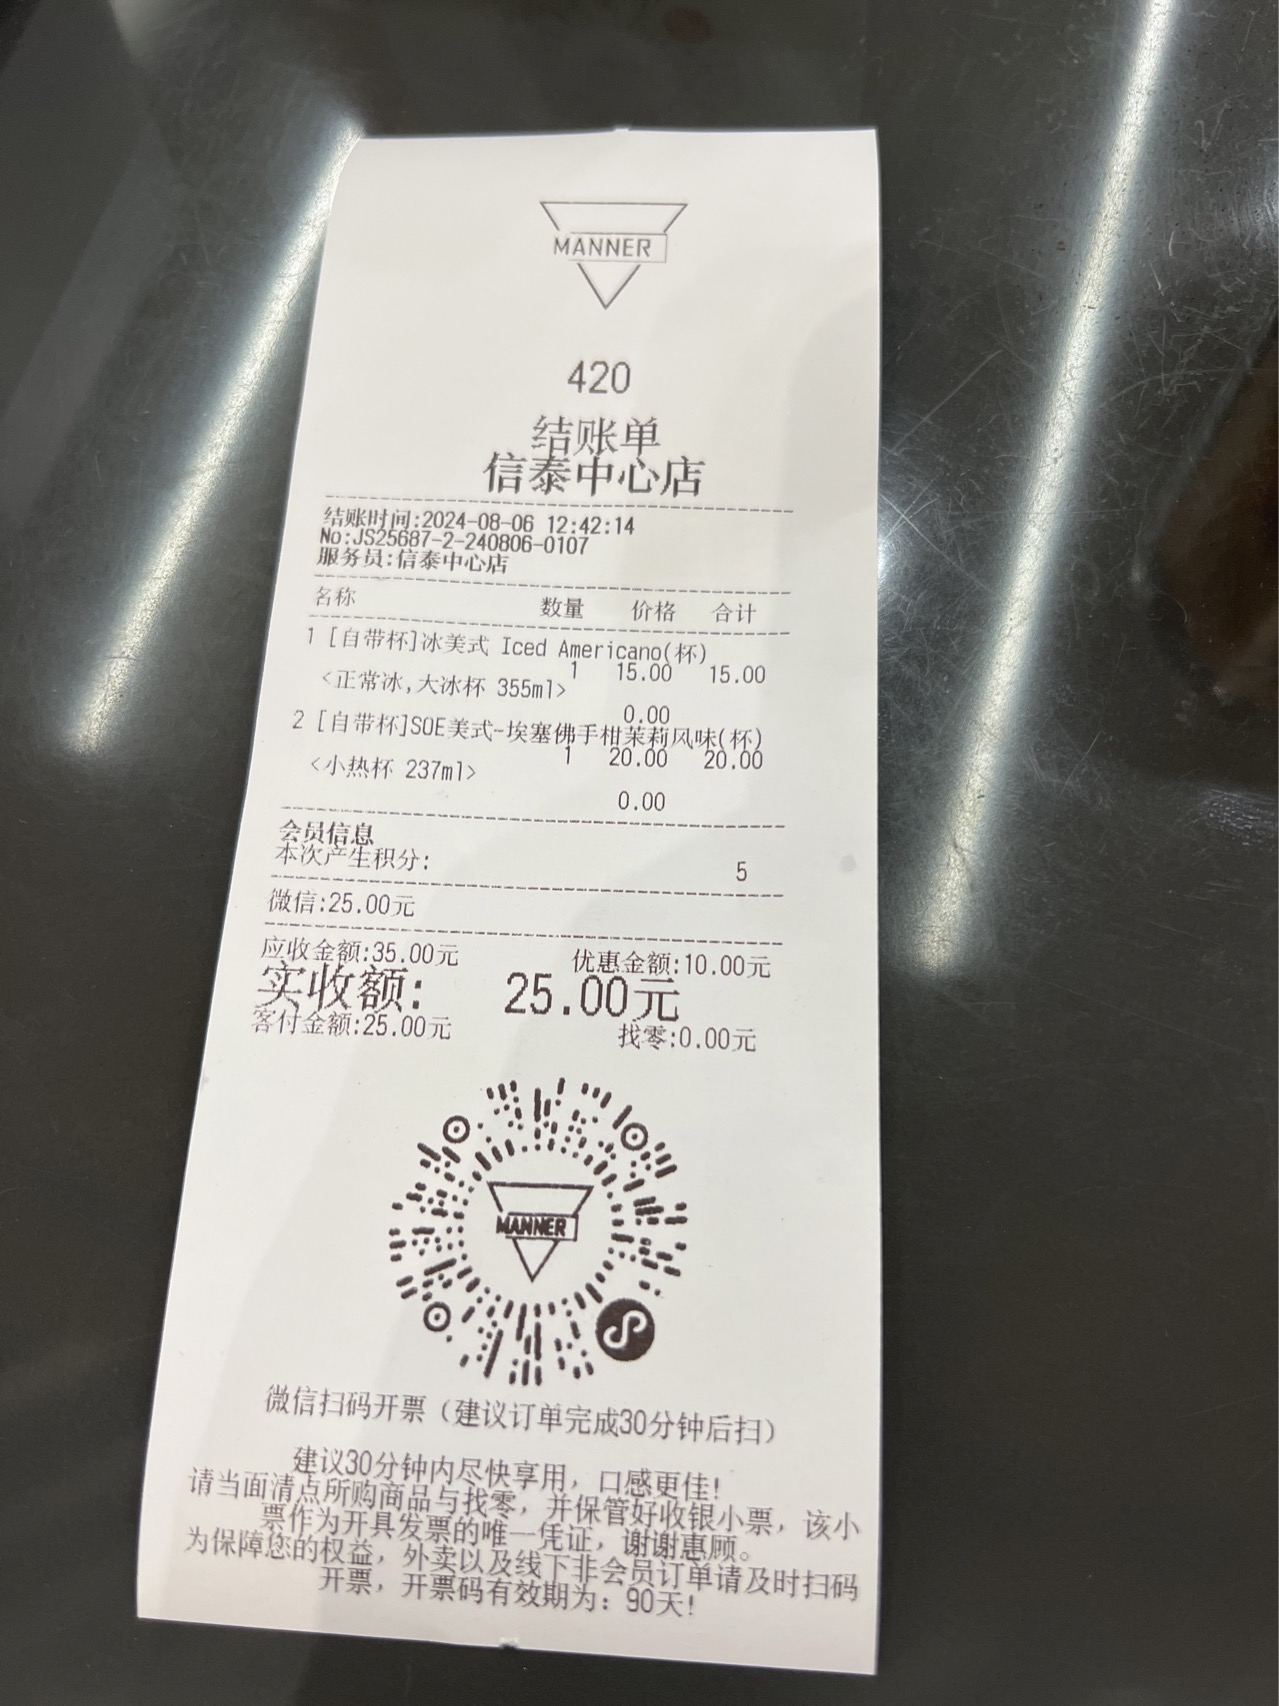 MANNER
420
结账单
信泰中心店
结账时间:2024-08-06 12:42:14
No:JS25687-2-240806-0107
服务员:信泰中心店
名称 数量 价格 合计
1 [自带杯]冰美式 Iced Americano(杯)
1 15.00 15.00
<正常冰,大冰杯 355ml>
0.00
2 [自带杯]SOE美式-埃塞佛手柑茉莉风味(杯)
1 20.00 20.00
<小热杯 237ml>
0.00
会员信息
本次产生积分: 5
微信:25.00元
应收金额:35.00元 优惠金额:10.00元
实收额: 25.00元
客付金额:25.00元 找零:0.00元
MANNER
微信扫码开票（建议订单完成30分钟后扫）
建议30分钟内尽快享用，口感更佳!
请当面清点所购商品与找零，并保管好收银小票，该小
票作为开具发票的唯一凭证，谢谢惠顾。
为保障您的权益，外卖以及线下非会员订单请及时扫码
开票，开票码有效期为：90天!